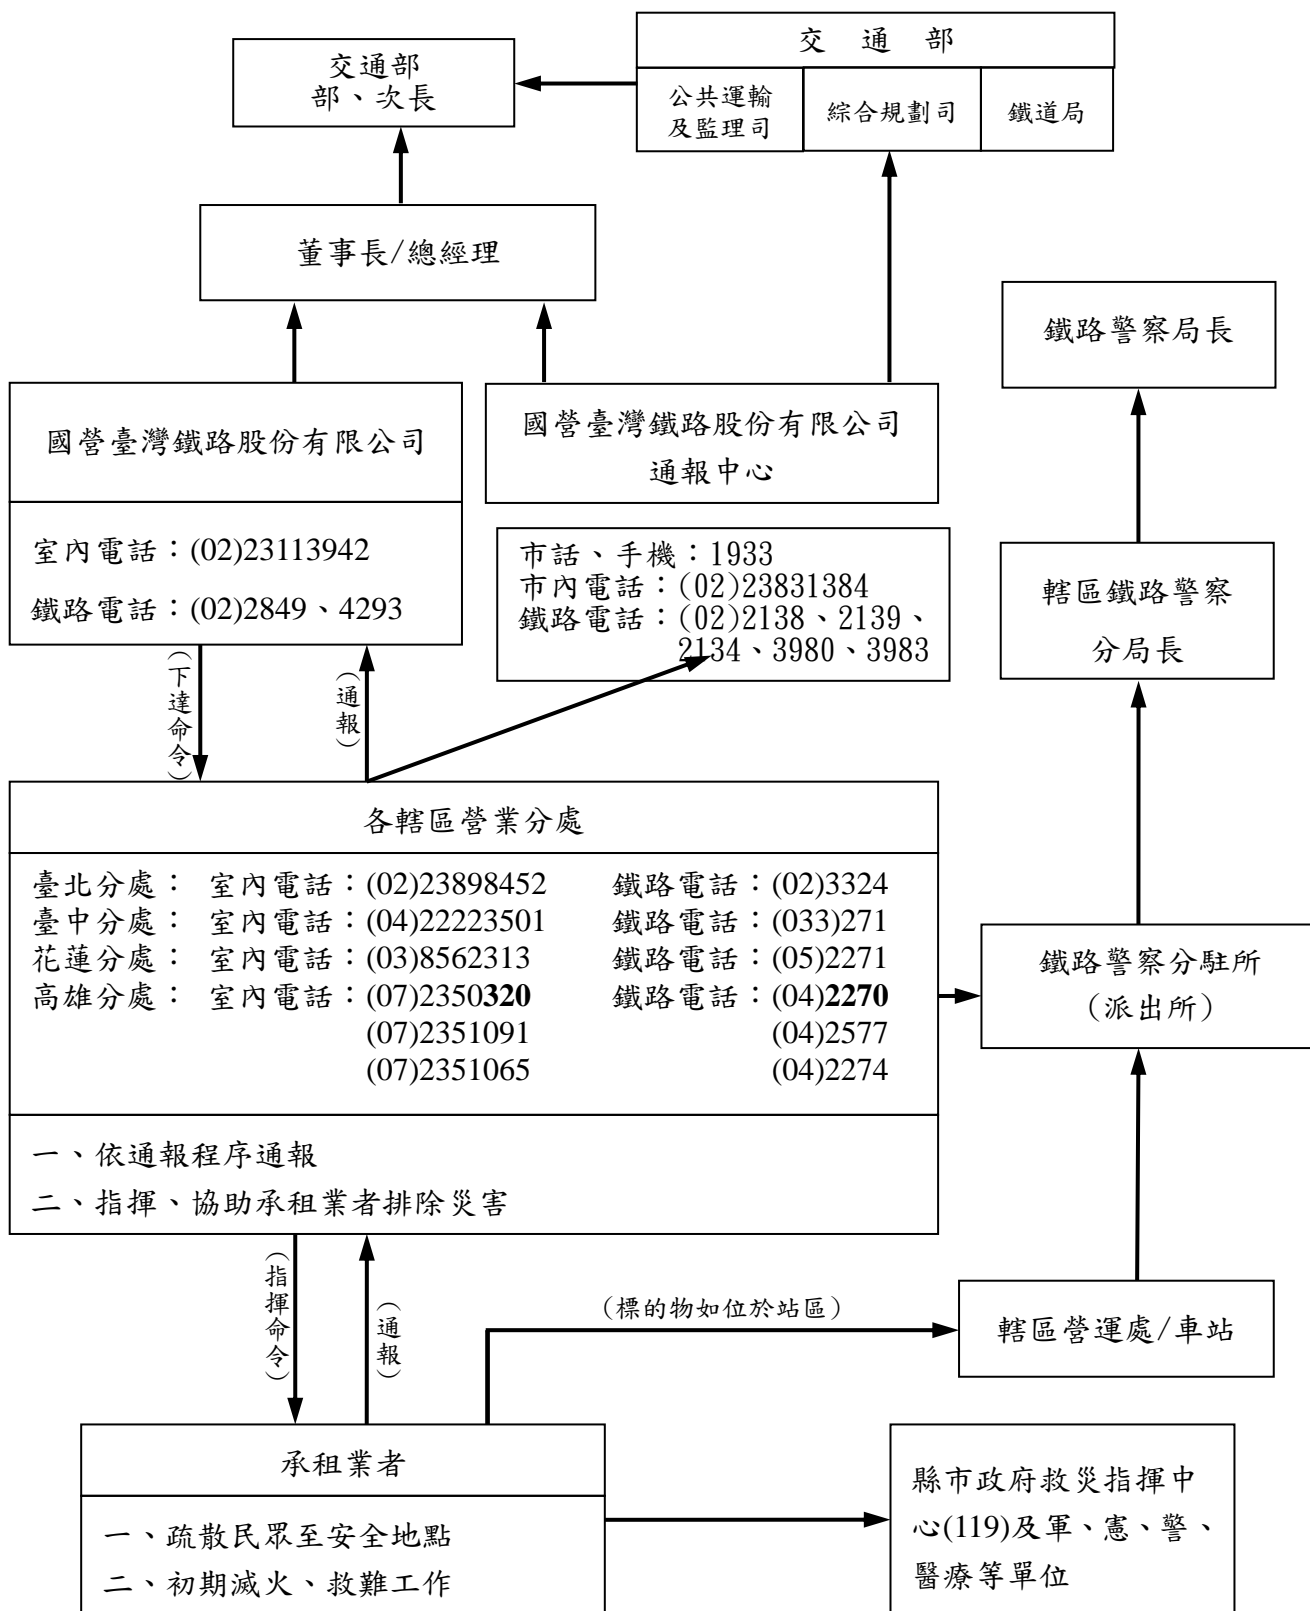 交通部
公共運輸
及監理司
綜合規劃司
鐵道局
交通部
部、次長
董事長/總經理
國營臺灣鐵路股份有限公司
室內電話：(02)23113942
鐵路電話：(02)2849、4293
國營臺灣鐵路股份有限公司
通報中心
市話、手機：1933
市內電話：(02)23831384
鐵路電話：(02)2138、2139、
2134、3980、3983
鐵路警察局長
轄區鐵路警察
分局長
（下達命令）
（通報）
各轄區營業分處
臺北分處： 室內電話：(02)23898452 鐵路電話：(02)3324
臺中分處： 室內電話：(04)22223501 鐵路電話：(033)271
花蓮分處： 室內電話：(03)8562313 鐵路電話：(05)2271
高雄分處： 室內電話：(07)2350320 鐵路電話：(04)2270
(07)2351091 (04)2577
(07)2351065 (04)2274
一、依通報程序通報
二、指揮、協助承租業者排除災害
鐵路警察分駐所
（派出所）
（指揮命令）
（通報）
（標的物如位於站區）
轄區營運處/車站
承租業者
一、疏散民眾至安全地點
二、初期滅火、救難工作
縣市政府救災指揮中
心(119)及軍、憲、警、
醫療等單位